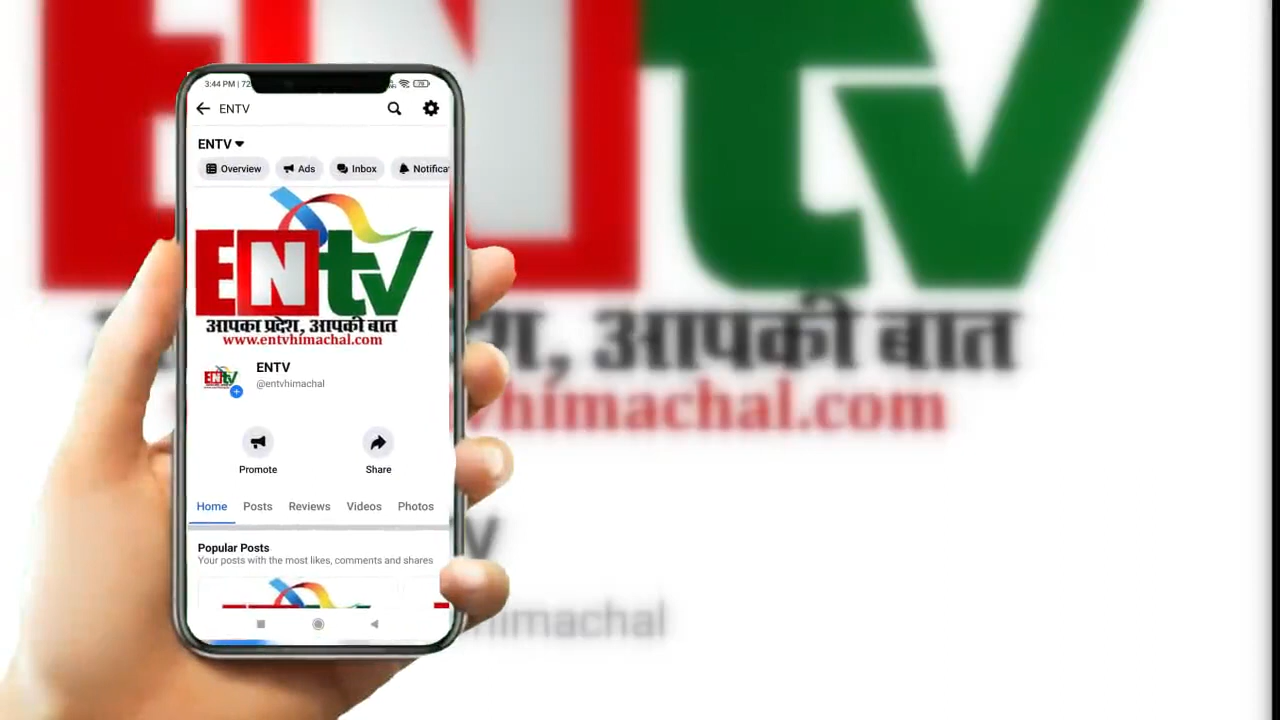 3:44 PM | 72
ENTV
ENTV
Overview
Ads
Inbox
Notifica
ENtv
आपका प्रदेश, आपकी बात
www.entvhimachal.com
ENTV
@entvhimachal
Promote
Share
Home
Posts
Reviews
Videos
Photos
Popular Posts
Your posts with the most likes, comments and shares
ENtv
श, आपकी बात
vhimachal.com
V
himachal